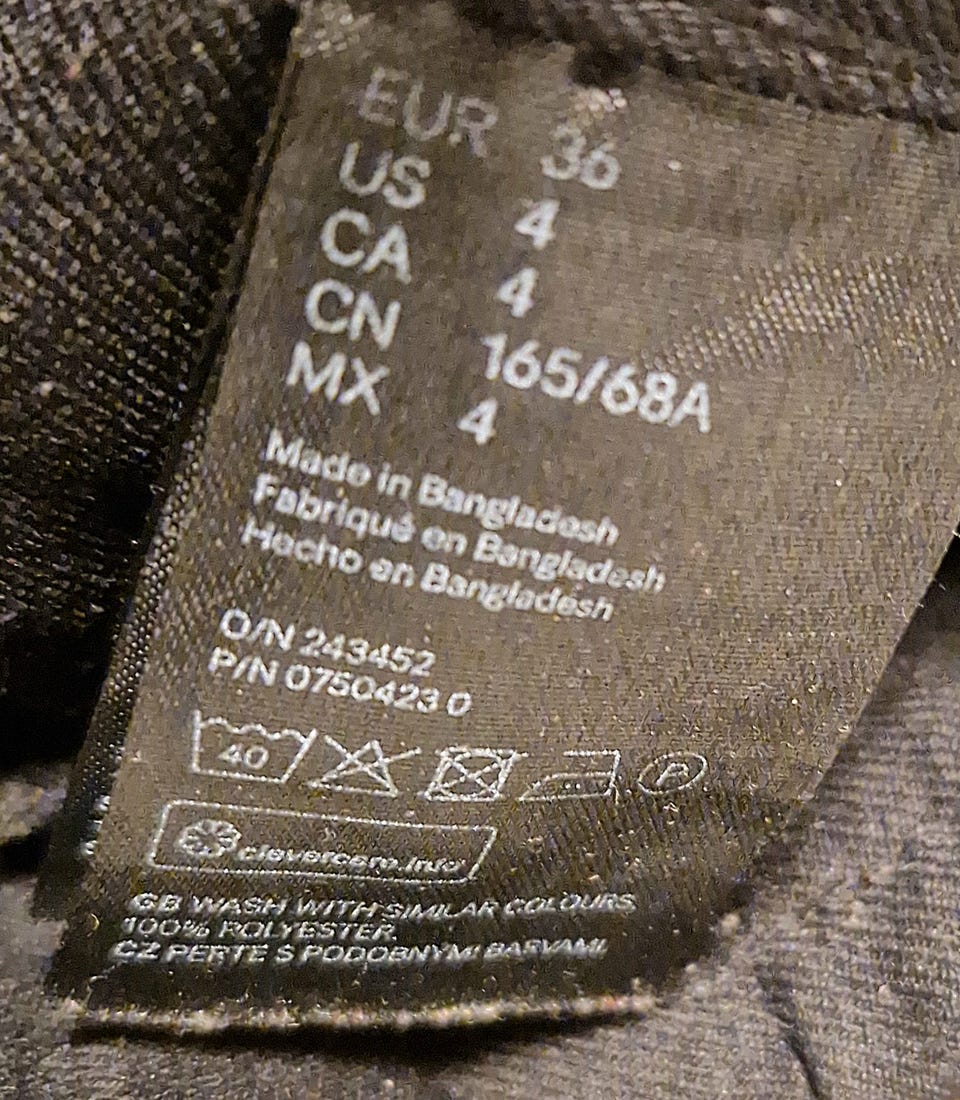 EUR 36
US 4
CA 4
CN 165/68A
MX 4
Made in Bangladesh
Fabriqué en Bangladesh
Hecho en Bangladesh
O/N 243452
P/N 0750423 0
40
P
clevercare.info
GB WASH WITH SIMILAR COLOURS
100% POLYESTER
CZ PERTE S PODOBNÝMI BARVAMI.